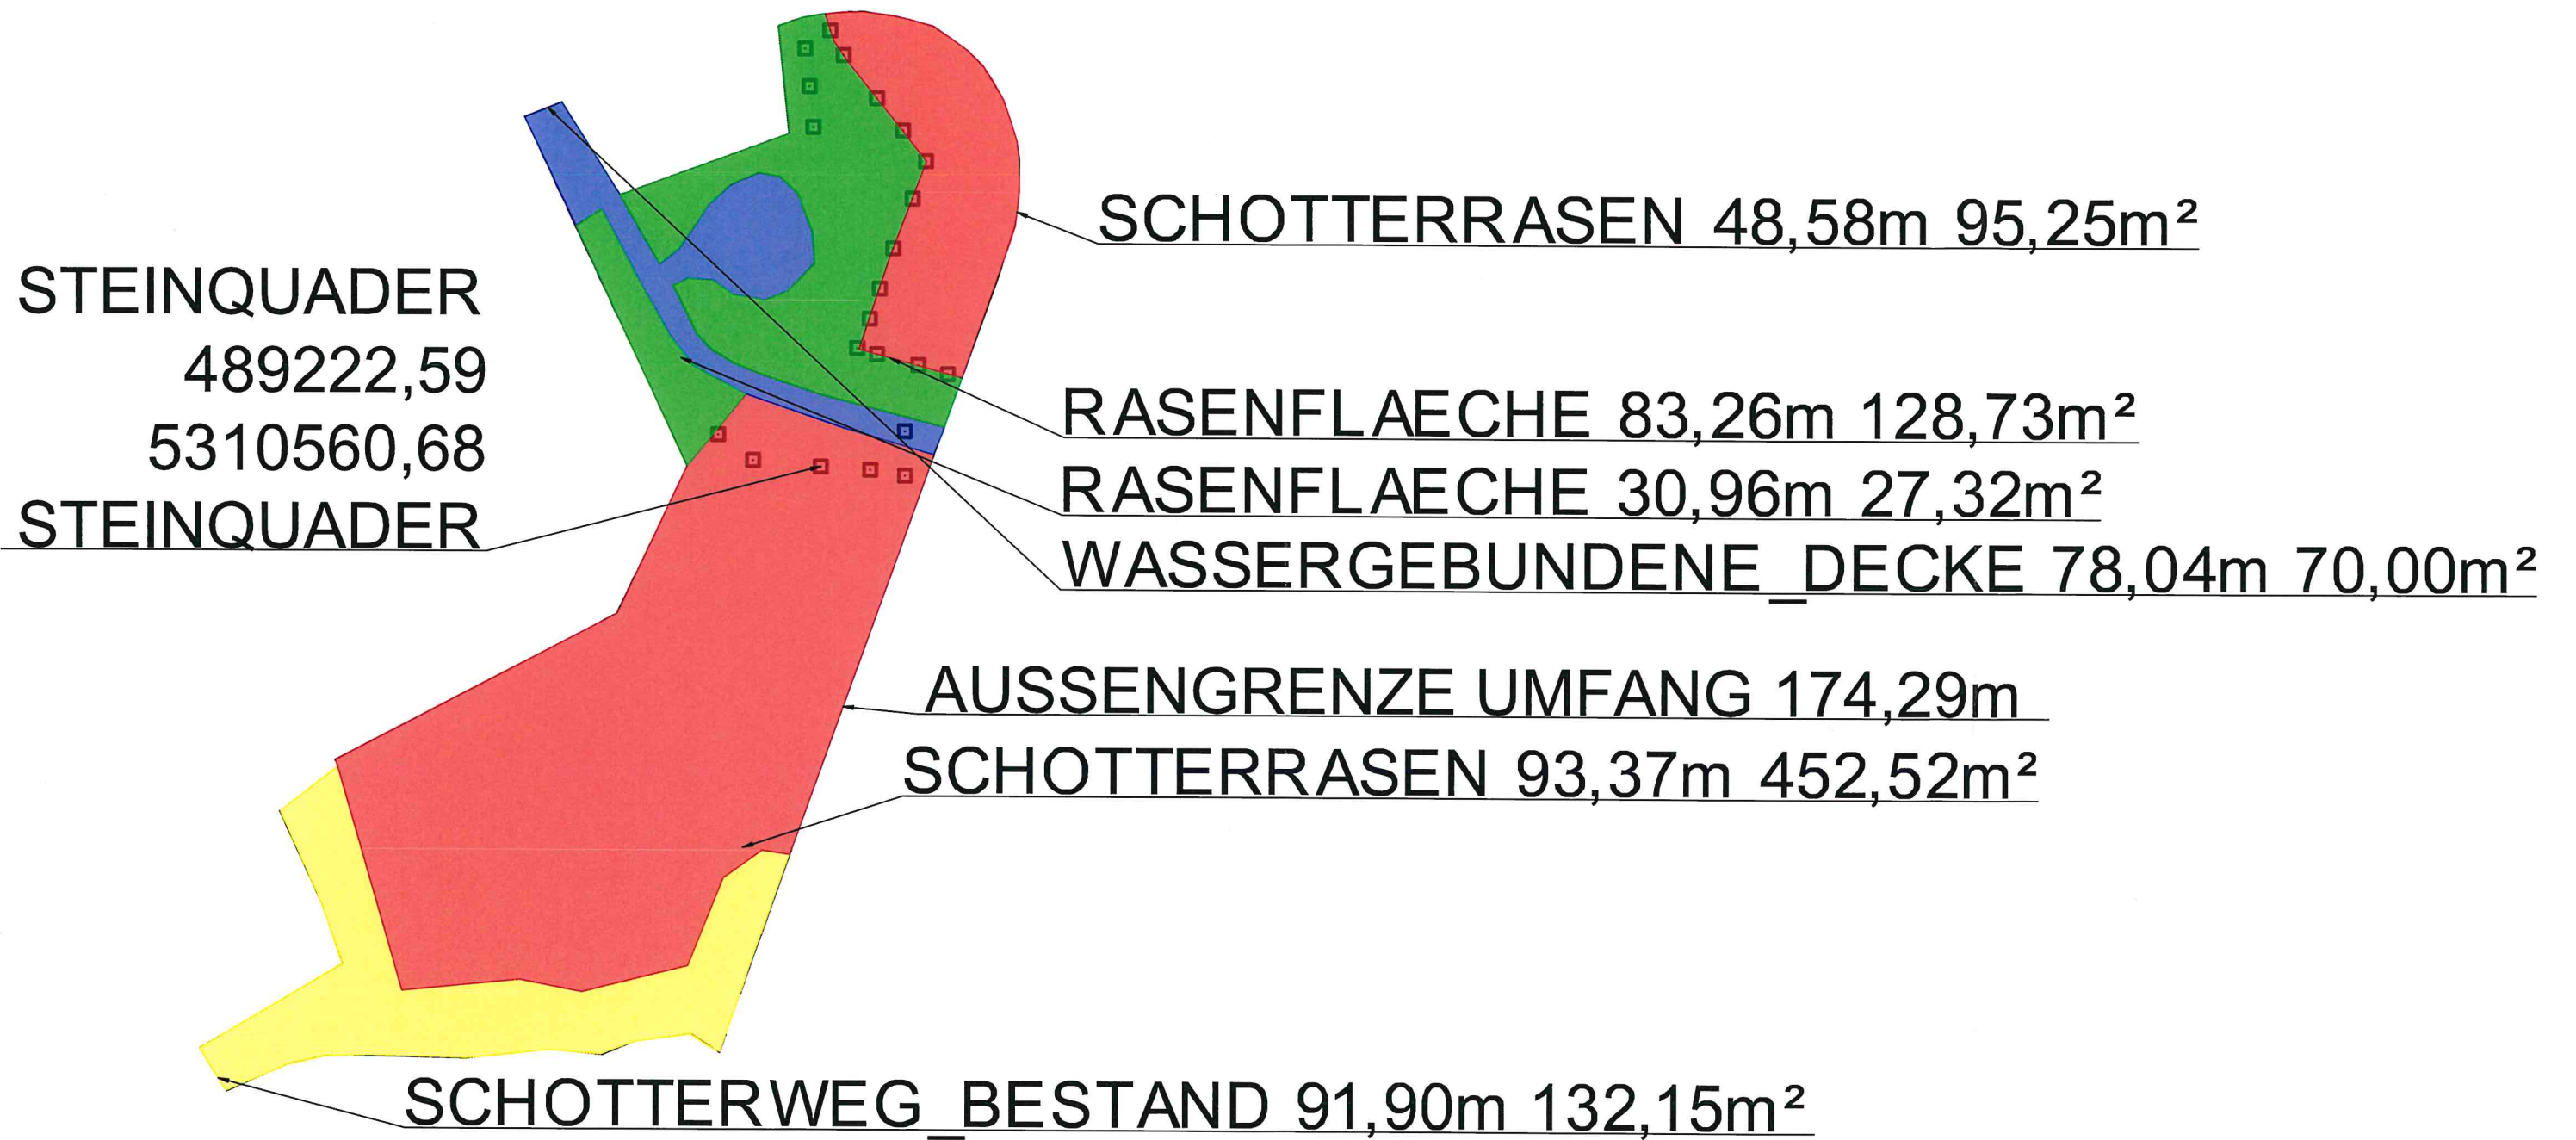 STEINQUADER
489222,59
5310560,68
STEINQUADER
SCHOTTERRASEN 48,58m 95,25m²
RASENFLAECHE 83,26m 128,73m²
RASENFLAECHE 30,96m 27,32m²
WASSERGEBUNDENE_DECKE 78,04m 70,00m²
AUSSENGRENZE UMFANG 174,29m
SCHOTTERRASEN 93,37m 452,52m²
SCHOTTERWEG_BESTAND 91,90m 132,15m²